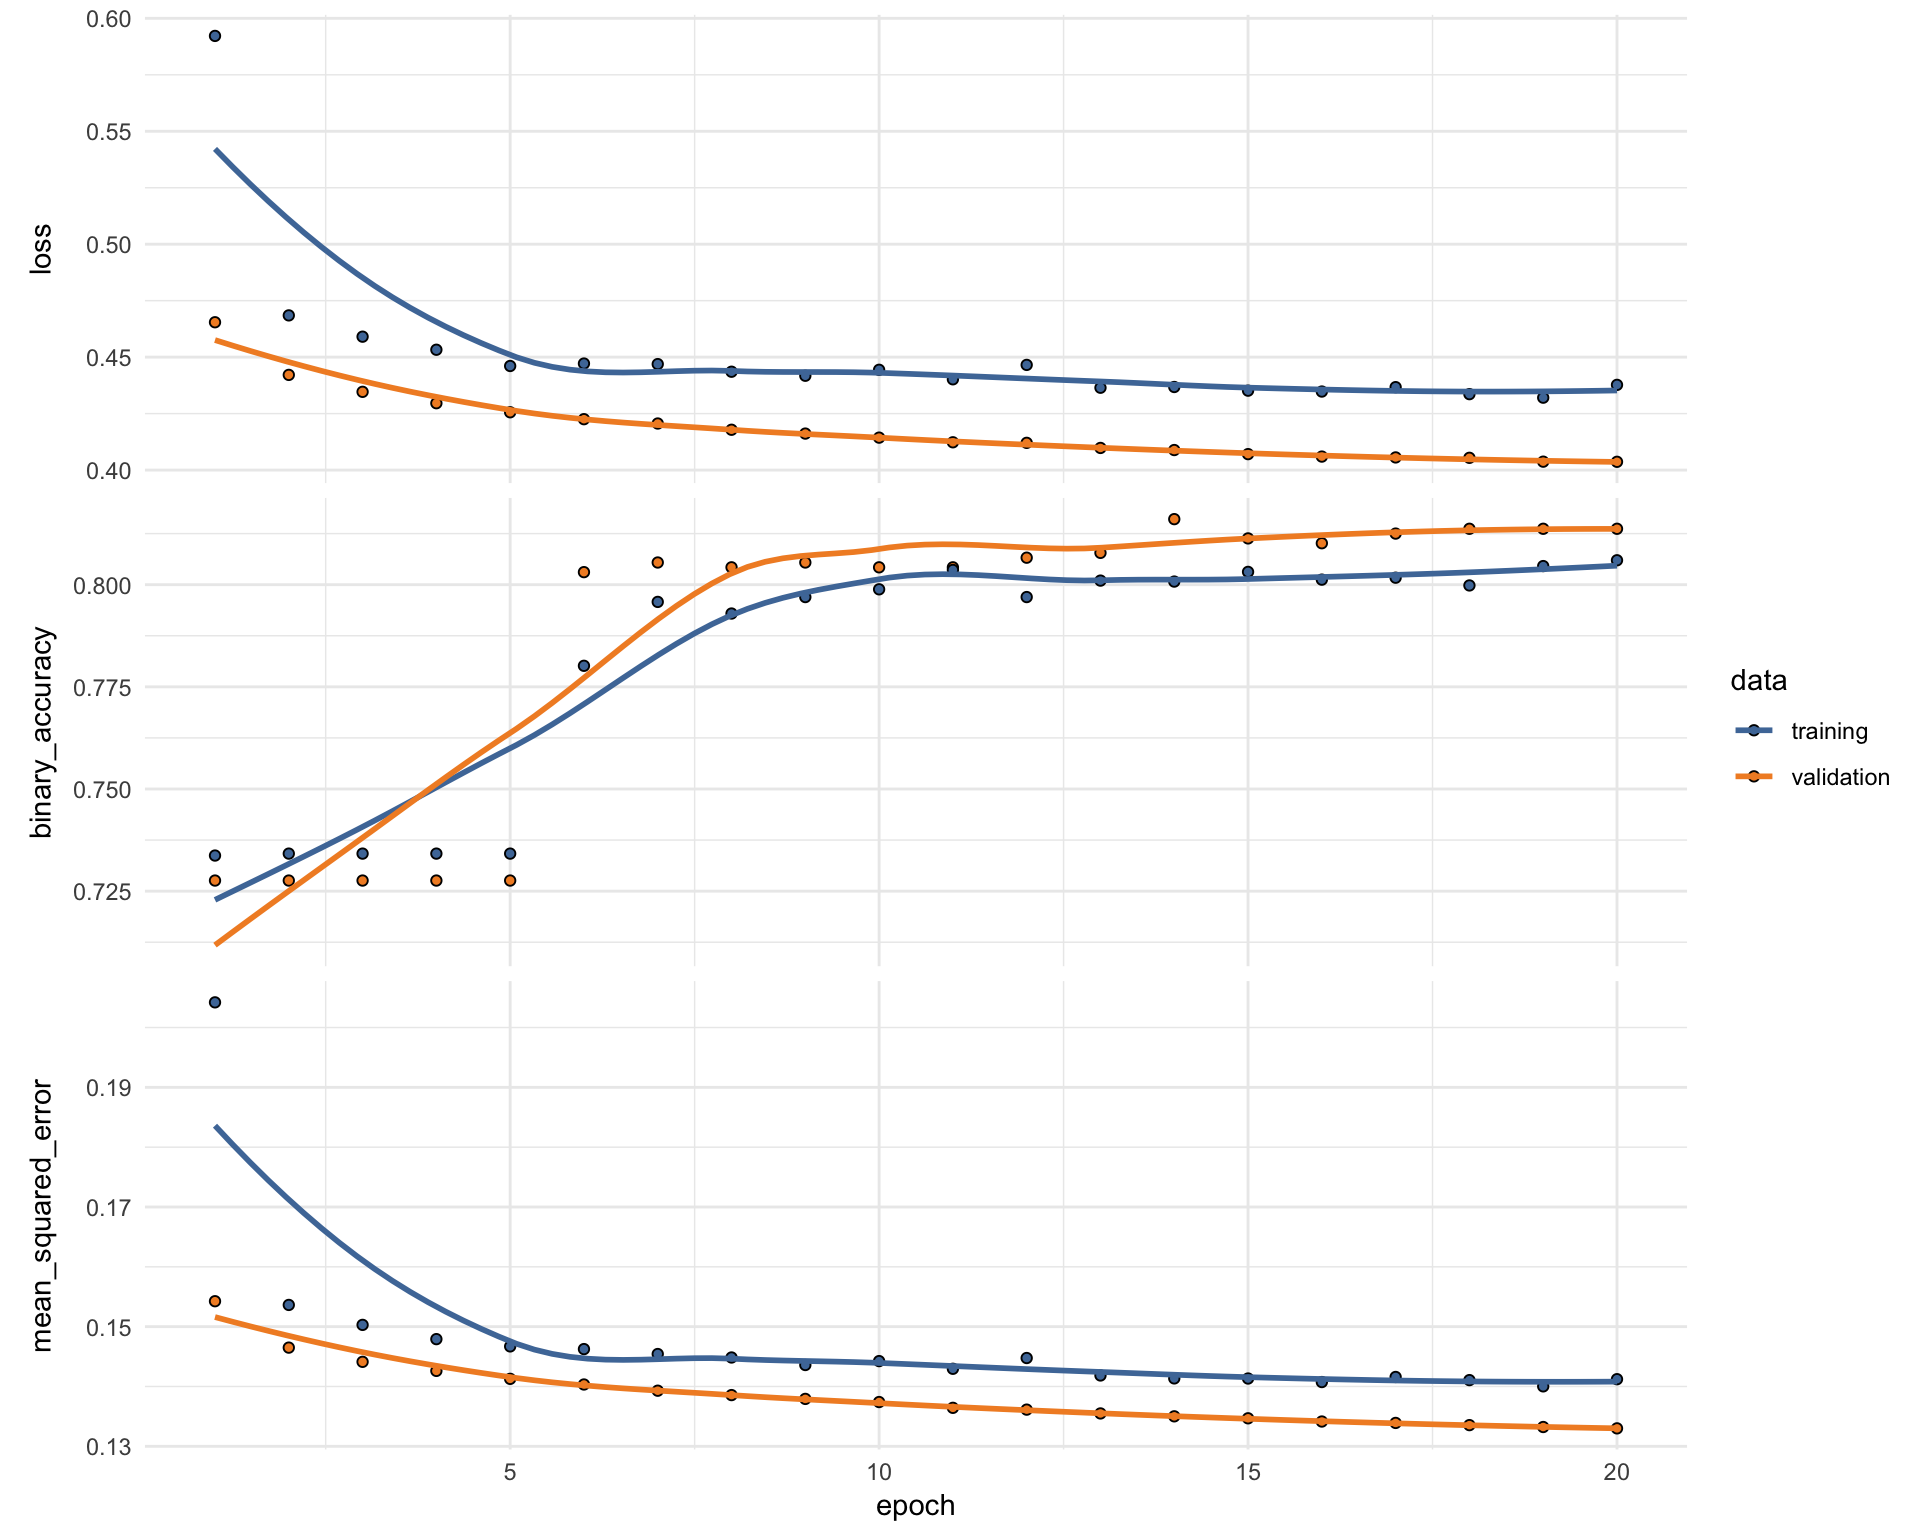 0.60
0.55
0.50
0.45
0.40
loss
0.800
0.775
0.750
0.725
binary_accuracy
0.19
0.17
0.15
0.13
mean_squared_error
5 10 15 20
epoch
data
training
validation